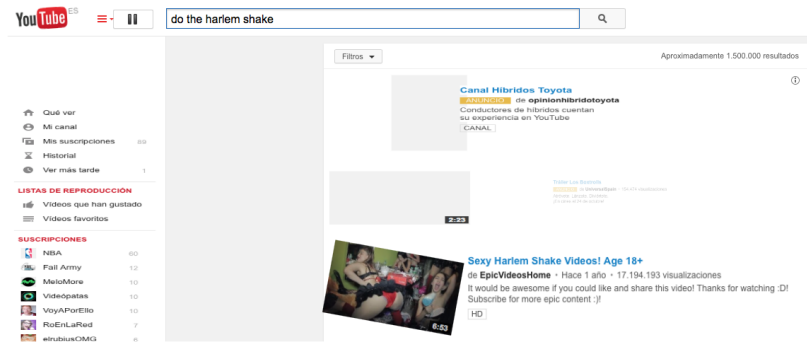 YouTube ES
do the harlem shake
Filtros
Aproximadamente 1.500.000 resultados
Canal Híbridos Toyota
ANUNCIO de opinionhibridotoyota
Conductores de híbridos cuentan
su experiencia en YouTube
CANAL
Qué ver
Mi canal
Mis suscripciones 89
Historial
Ver más tarde 1
LISTAS DE REPRODUCCIÓN
Vídeos que han gustado
Vídeos favoritos
SUSCRIPCIONES
NBA 60
Fail Army 12
MeloMore 10
Videópatas 10
VoyAPorEllo 10
RoEnLaRed 7
elrubiusOMG 6
2:23
Sexy Harlem Shake Videos! Age 18+
de EpicVideosHome • Hace 1 año • 17.194.193 visualizaciones
It would be awesome if you could like and share this video! Thanks for watching :D!
Subscribe for more epic content :)!
HD
6:53